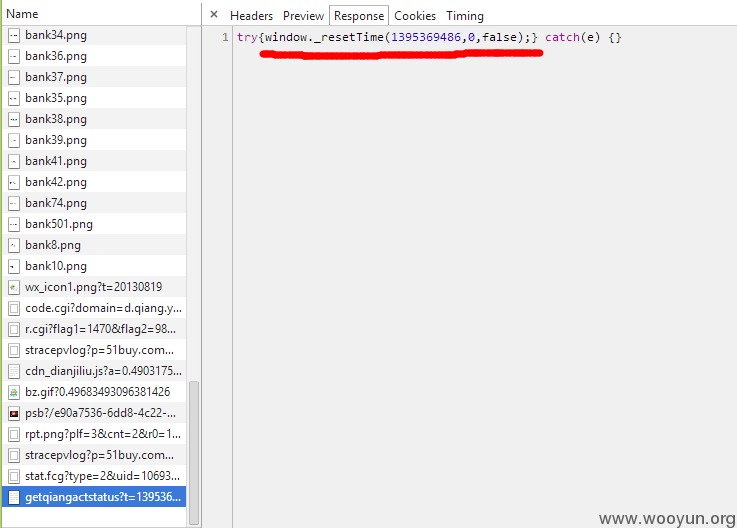 Name
bank34.png
bank36.png
bank37.png
bank35.png
bank38.png
bank39.png
bank41.png
bank42.png
bank74.png
bank501.png
bank8.png
bank10.png
wx_icon1.png?t=20130819
code.cgi?domain=d.qiang.y...
r.cgi?flag1=1470&flag2=98...
stracepvlog?p=51buy.com...
cdn_dianjiliu.js?a=0.4903175...
bz.gif?0.49683493096381426
psb?/e90a7536-6dd8-4c22-...
rpt.png?plf=3&cnt=2&r0=1...
stracepvlog?p=51buy.com...
stat.fcg?type=2&uid=10693...
getqiangactstatus?t=139536...
× Headers Preview Response Cookies Timing
1 try{window._resetTime(1395369486,0,false);} catch(e) {}
www.wooyun.org